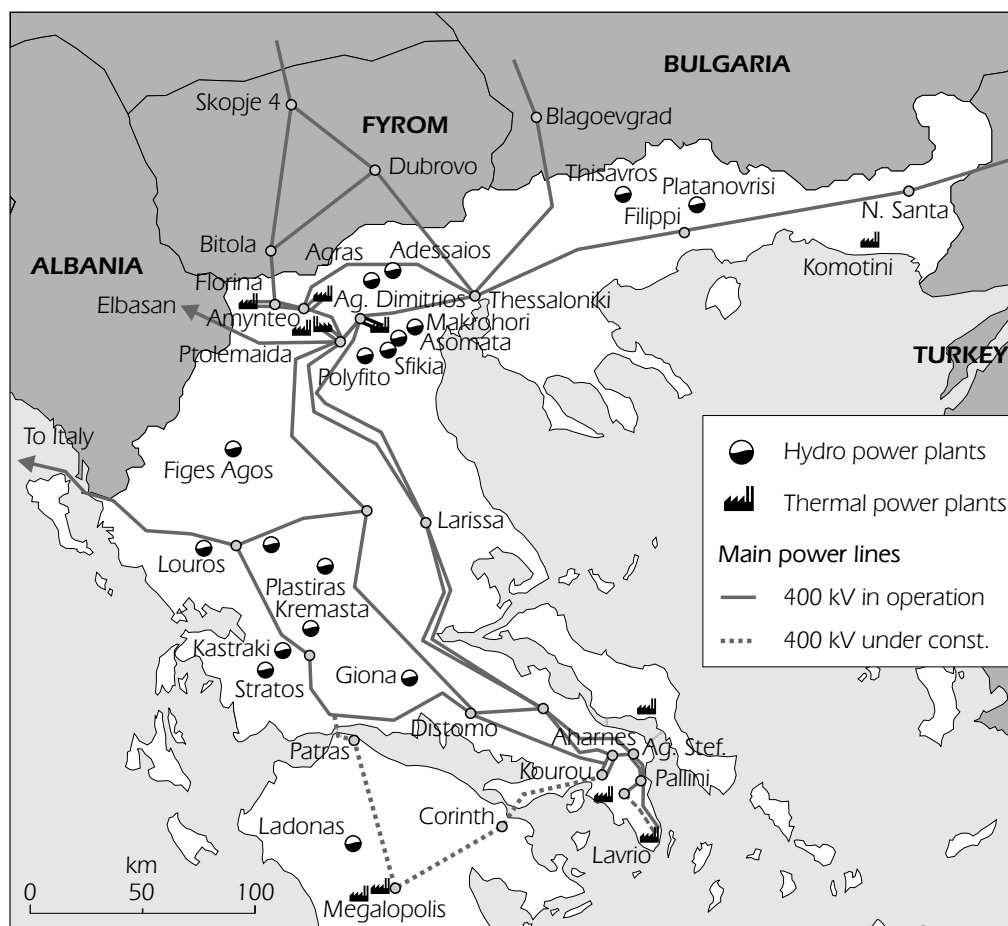 BULGARIA
Skopje 4
FYROM
Blagoevgrad
Dubrovo
Thisavros
Platanovrisi
Filippi
N. Santa
Bitola
Agras
Adessaios
Komotini
ALBANIA
Florina
Elbasan
Ag. Dimitrios
Thessaloniki
Amynteo
Makrohori
Asomata
Ptolemaida
Sfikia
Polyfito
TURKEY
To Italy
Figes Agos
Hydro power plants
Thermal power plants
Main power lines
400 kV in operation
400 kV under const.
Larissa
Louros
Plastiras
Kremasta
Kastraki
Stratos
Giona
Distomo
Aharnes
Ag. Stef.
Patras
Kourou
Pallini
Corinth
Ladonas
Lavrio
km
0 50 100
Megalopolis